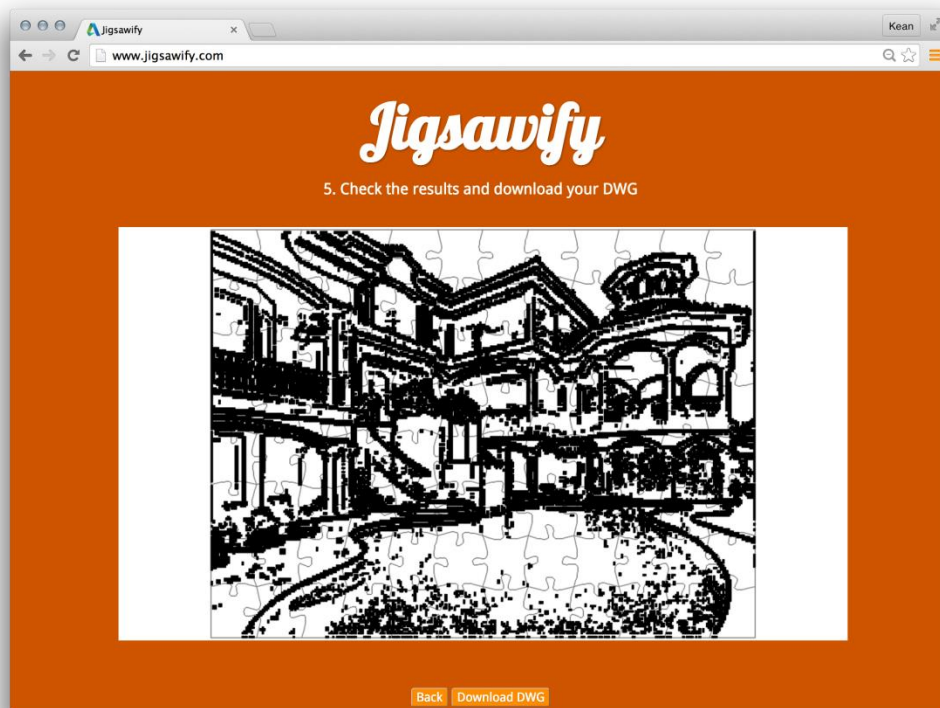 Jigsawify
Kean
www.jigsawify.com
Jigsawify
5. Check the results and download your DWG
Back
Download DWG